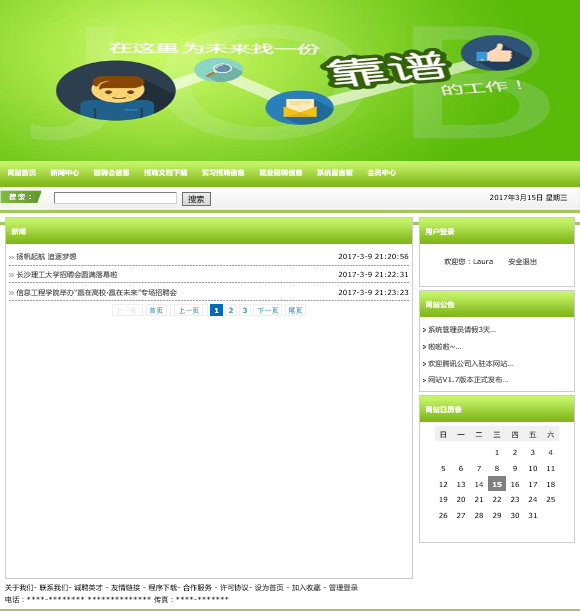 JOB
在这里 为未来找一份
靠谱
的工作！
网站首页 新闻中心 招聘会信息 招聘文档下载 实习招聘信息 就业招聘信息 系统留言板 会员中心
搜索： 搜索 2017年3月15日 星期三
新闻
扬帆起航 追逐梦想 2017-3-9 21:20:56
长沙理工大学招聘会圆满落幕啦 2017-3-9 21:22:31
信息工程学院举办“赢在高校·赢在未来”专场招聘会 2017-3-9 21:23:23
上一页 首页 上一页 1 2 3 下一页 尾页
用户登录
欢迎您：Laura 安全退出
网站公告
系统管理员请假3天...
啦啦啦~...
欢迎腾讯公司入驻本网站...
网站V1.7版本正式发布...
网站日历表
日 一 二 三 四 五 六
1 2 3 4
5 6 7 8 9 10 11
12 13 14 15 16 17 18
19 20 21 22 23 24 25
26 27 28 29 30 31
关于我们- 联系我们- 诚聘英才 - 友情链接 - 程序下载- 合作服务 - 许可协议- 设为首页 - 加入收藏 - 管理登录
电话：****-******** ************** 传真：****-*******